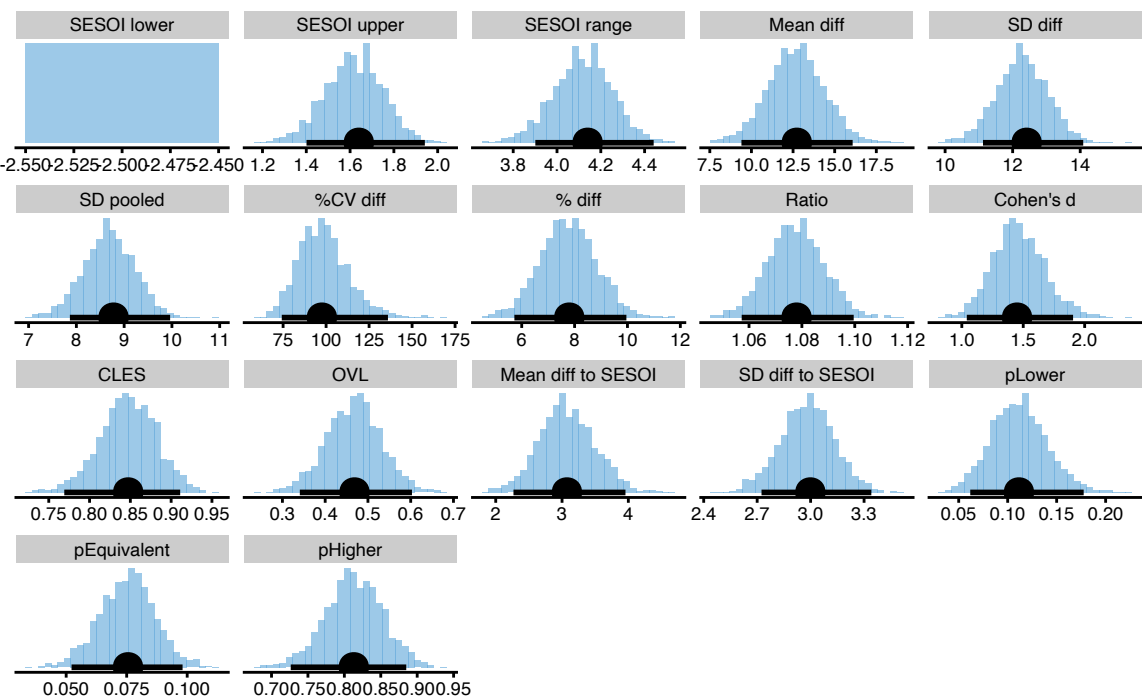 SESOI lower SESOI upper SESOI range Mean diff SD diff
-2.550 -2.525 -2.500 -2.475 -2.450 1.2 1.4 1.6 1.8 2.0 3.8 4.0 4.2 4.4 7.5 10.0 12.5 15.0 17.5 10 12 14
SD pooled %CV diff % diff Ratio Cohen's d
7 8 9 10 11 75 100 125 150 175 6 8 10 12 1.06 1.08 1.10 1.12 1.0 1.5 2.0
CLES OVL Mean diff to SESOI SD diff to SESOI pLower
0.75 0.80 0.85 0.90 0.95 0.3 0.4 0.5 0.6 0.7 2 3 4 2.4 2.7 3.0 3.3 0.05 0.10 0.15 0.20
pEquivalent pHigher
0.050 0.075 0.100 0.700 0.750 0.800 0.850 0.900 0.95